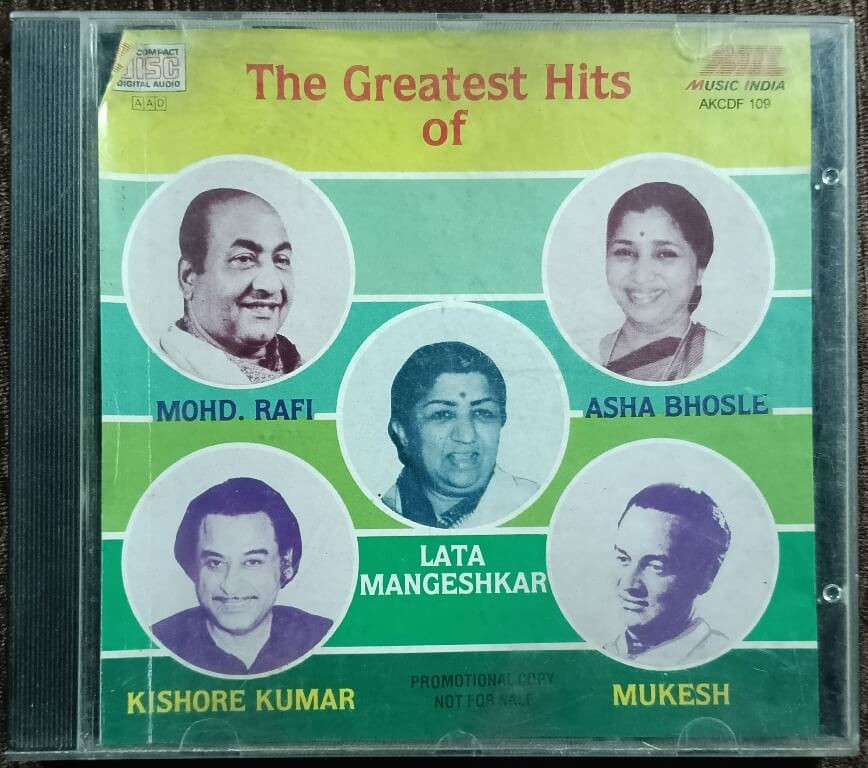 COMPACT
DISC
DIGITAL AUDIO
AAD
The Greatest Hits
of
MUSIC INDIA
AKCDF 109
MOHD. RAFI
ASHA BHOSLE
LATA
MANGESHKAR
KISHORE KUMAR
PROMOTIONAL COPY
NOT FOR SALE
MUKESH